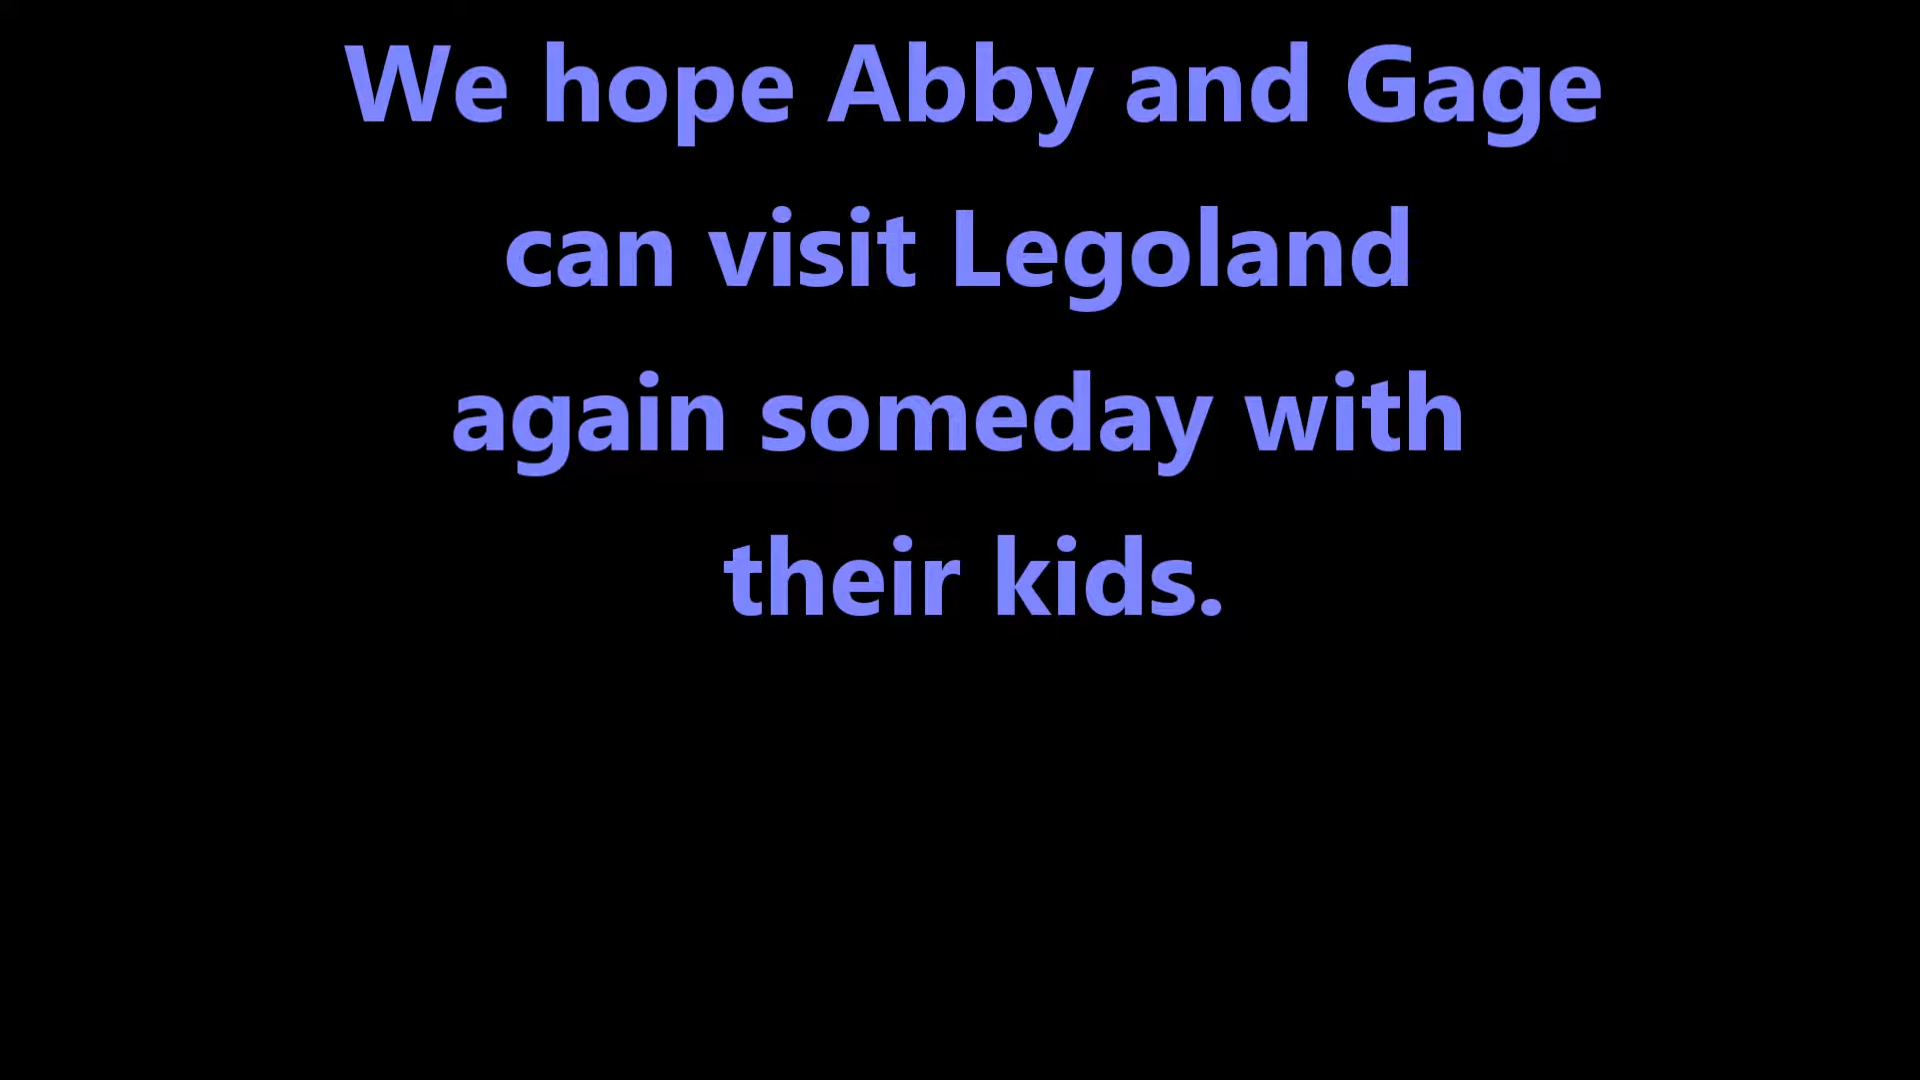 We hope Abby and Gage
can visit Legoland
again someday with
their kids.